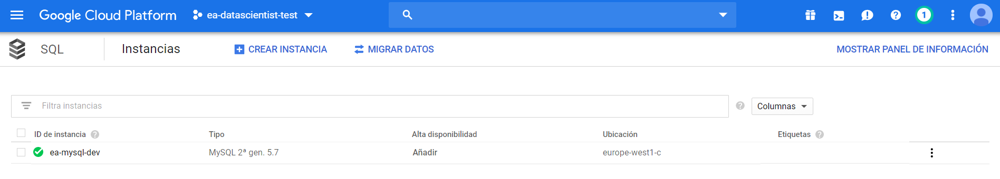 Google Cloud Platform ea-datascientist-test 1
SQL Instancias CREAR INSTANCIA MIGRAR DATOS MOSTRAR PANEL DE INFORMACIÓN
Filtra instancias ? Columnas
ID de instancia ? Tipo Alta disponibilidad Ubicación Etiquetas ?
ea-mysql-dev MySQL 2ª gen. 5.7 Añadir europe-west1-c